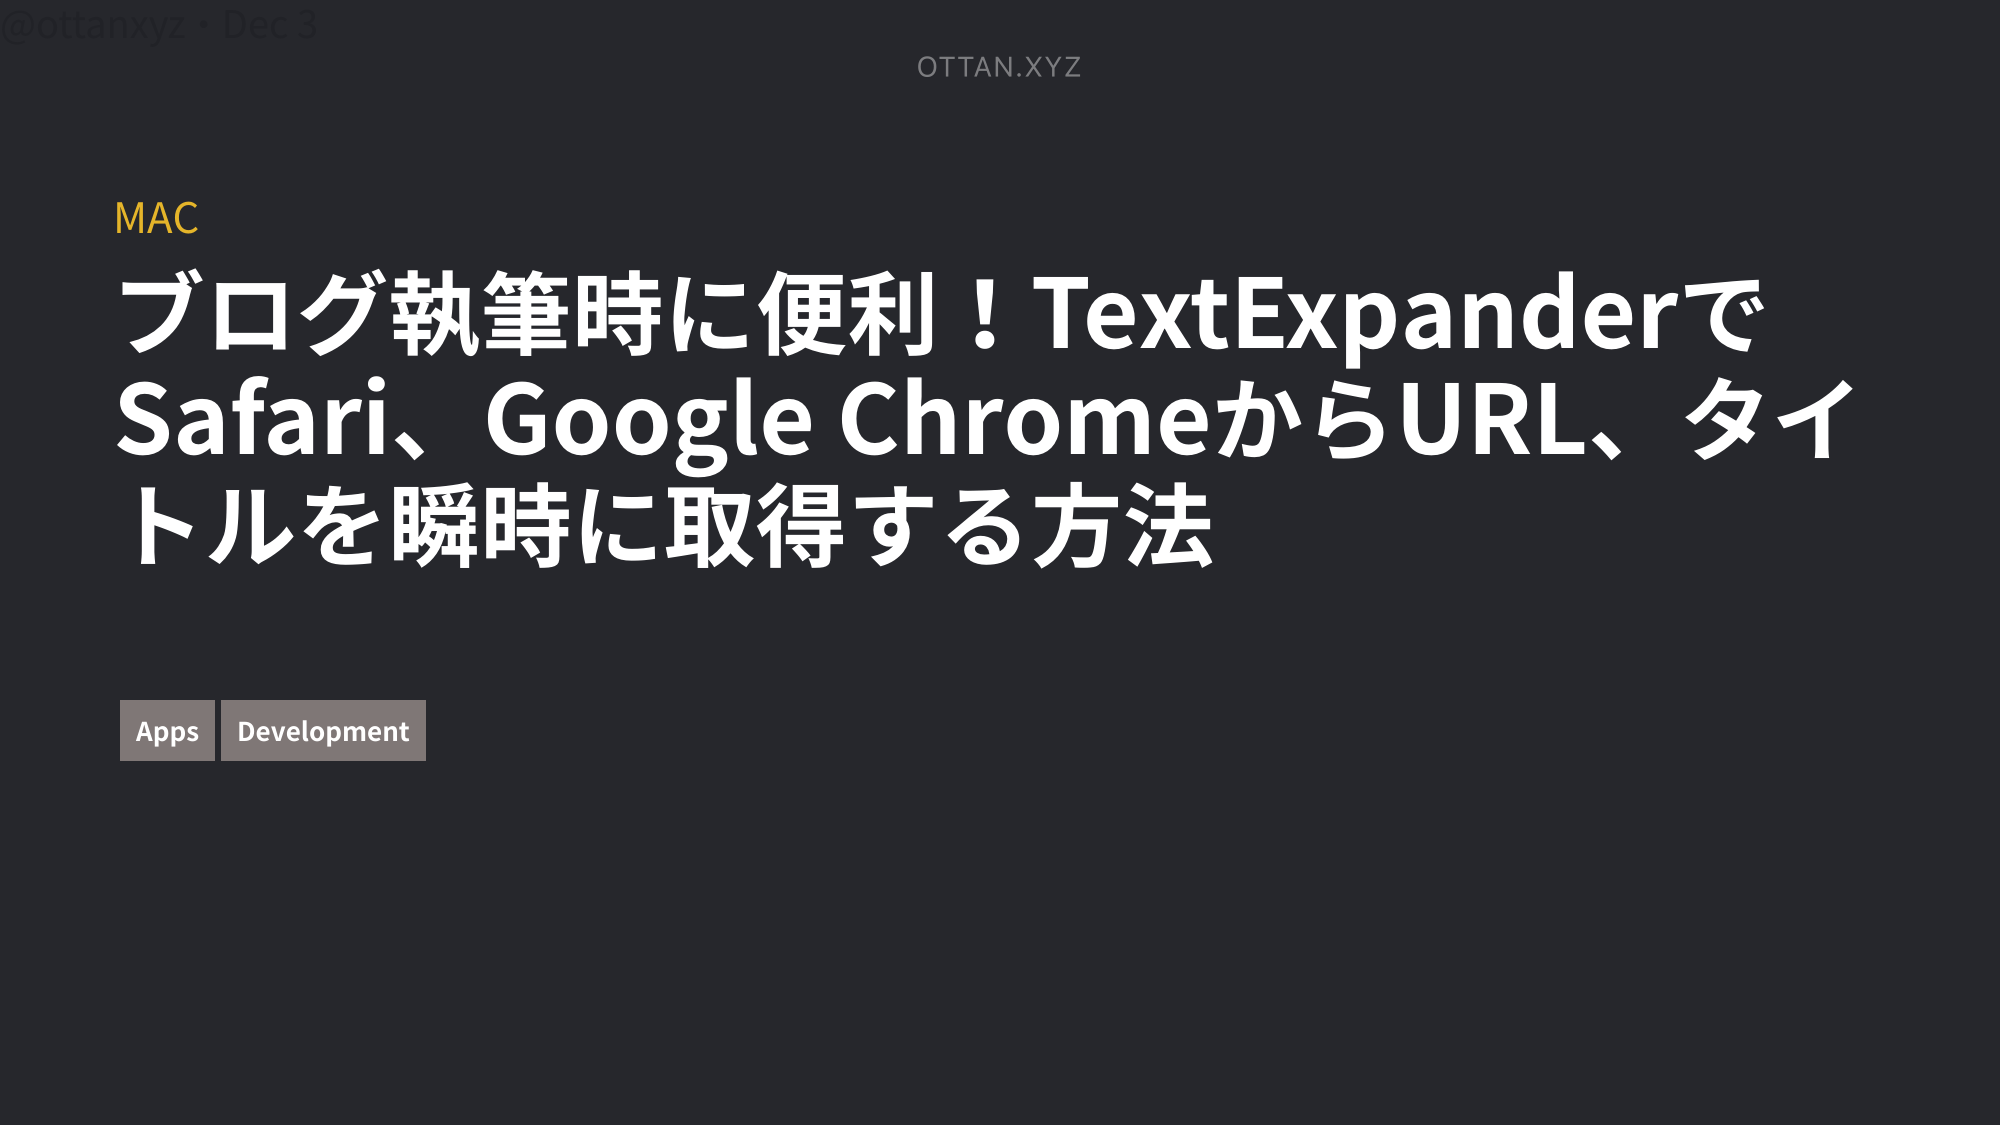 @ottanxyz・Dec 3
OTTAN.XYZ
MAC
ブログ執筆時に便利！TextExpanderで
Safari、Google ChromeからURL、タイ
トルを瞬時に取得する方法
Apps
Development